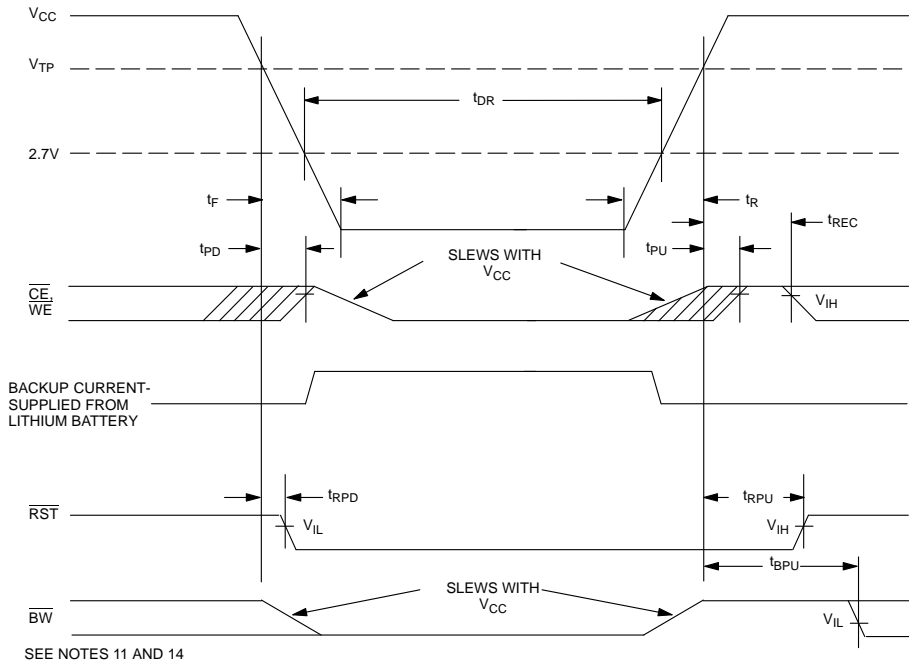 VCC
VTP
tDR
2.7V
tF
tR
tREC
tPD
tPU
SLEWS WITH
VCC
CE,
WE
VIH
BACKUP CURRENT-
SUPPLIED FROM
LITHIUM BATTERY
tRPD
tRPU
RST
VIL
VIH
tBPU
SLEWS WITH
VCC
BW
VIL
SEE NOTES 11 AND 14